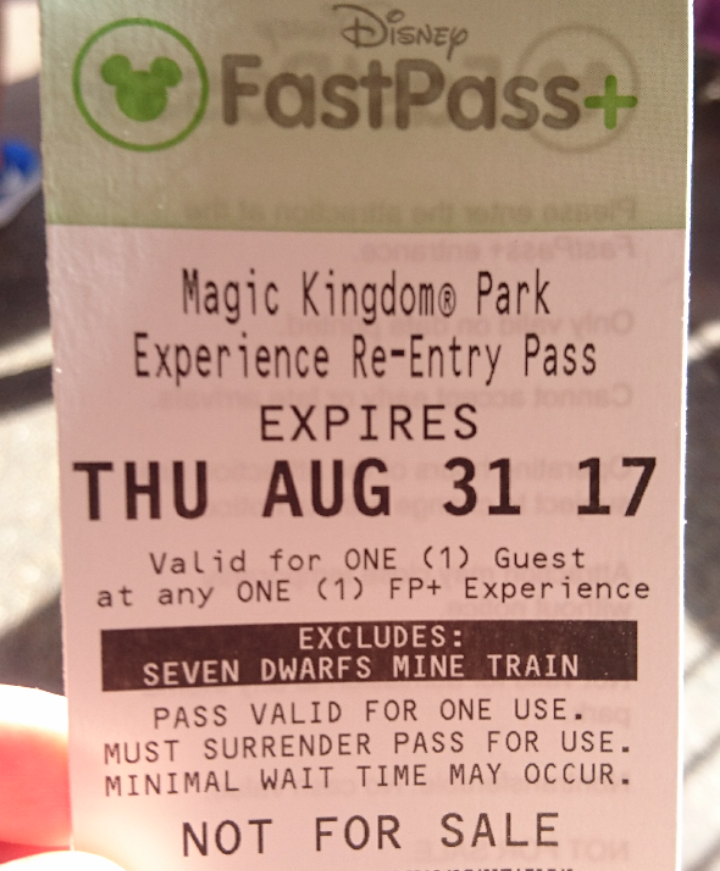 Disney
FastPass+
Magic Kingdom® Park
Experience Re-Entry Pass
EXPIRES
THU AUG 31 17
Valid for ONE (1) Guest
at any ONE (1) FP+ Experience
EXCLUDES:
SEVEN DWARFS MINE TRAIN
PASS VALID FOR ONE USE.
MUST SURRENDER PASS FOR USE.
MINIMAL WAIT TIME MAY OCCUR.
NOT FOR SALE